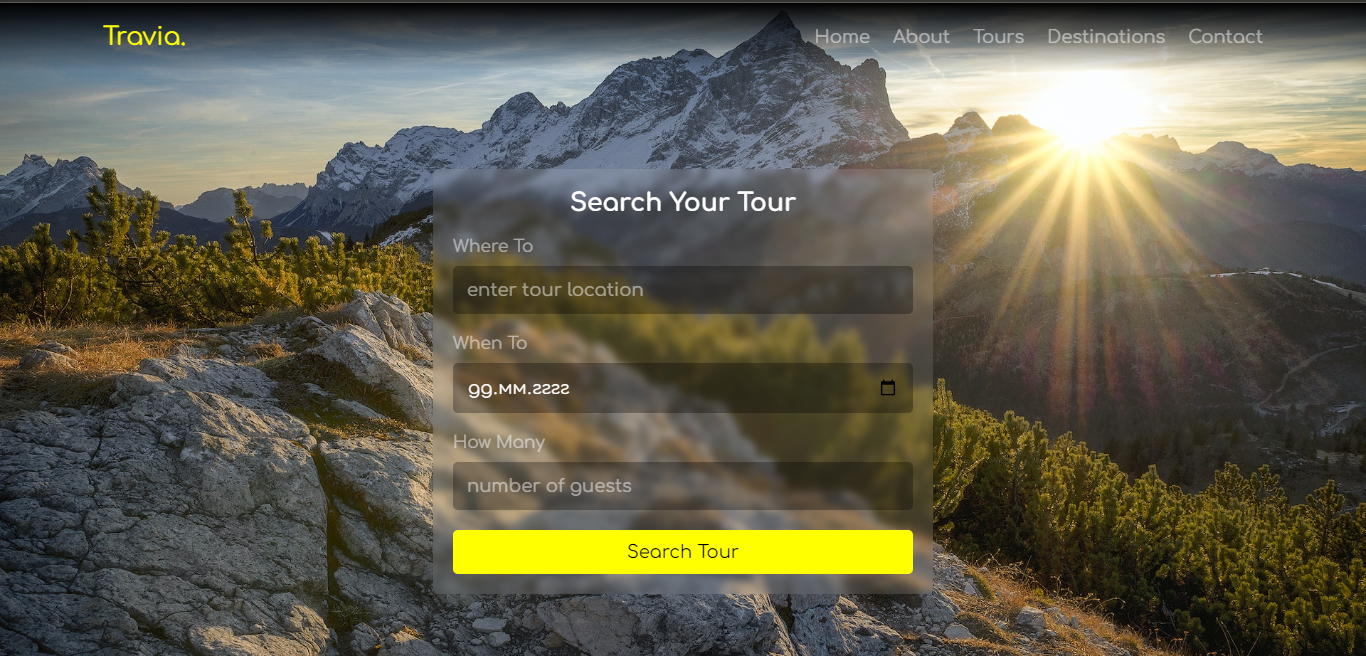 Travia.
Home About Tours Destinations Contact
Search Your Tour
Where To
enter tour location
When To
дд.мм.гггг
How Many
number of guests
Search Tour